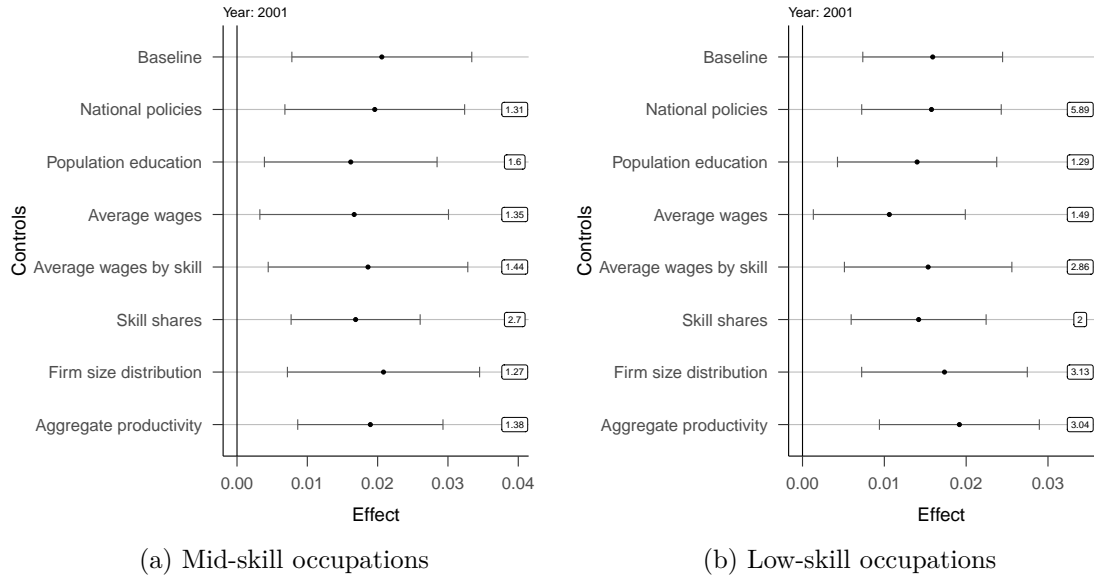 Year: 2001
Controls
Baseline
National policies 1.31
Population education 1.6
Average wages 1.35
Average wages by skill 1.44
Skill shares 2.7
Firm size distribution 1.27
Aggregate productivity 1.38
0.00 0.01 0.02 0.03 0.04
Effect
(a) Mid-skill occupations
Year: 2001
Controls
Baseline
National policies 5.89
Population education 1.29
Average wages 1.49
Average wages by skill 2.86
Skill shares 2
Firm size distribution 3.13
Aggregate productivity 3.04
0.00 0.01 0.02 0.03
Effect
(b) Low-skill occupations